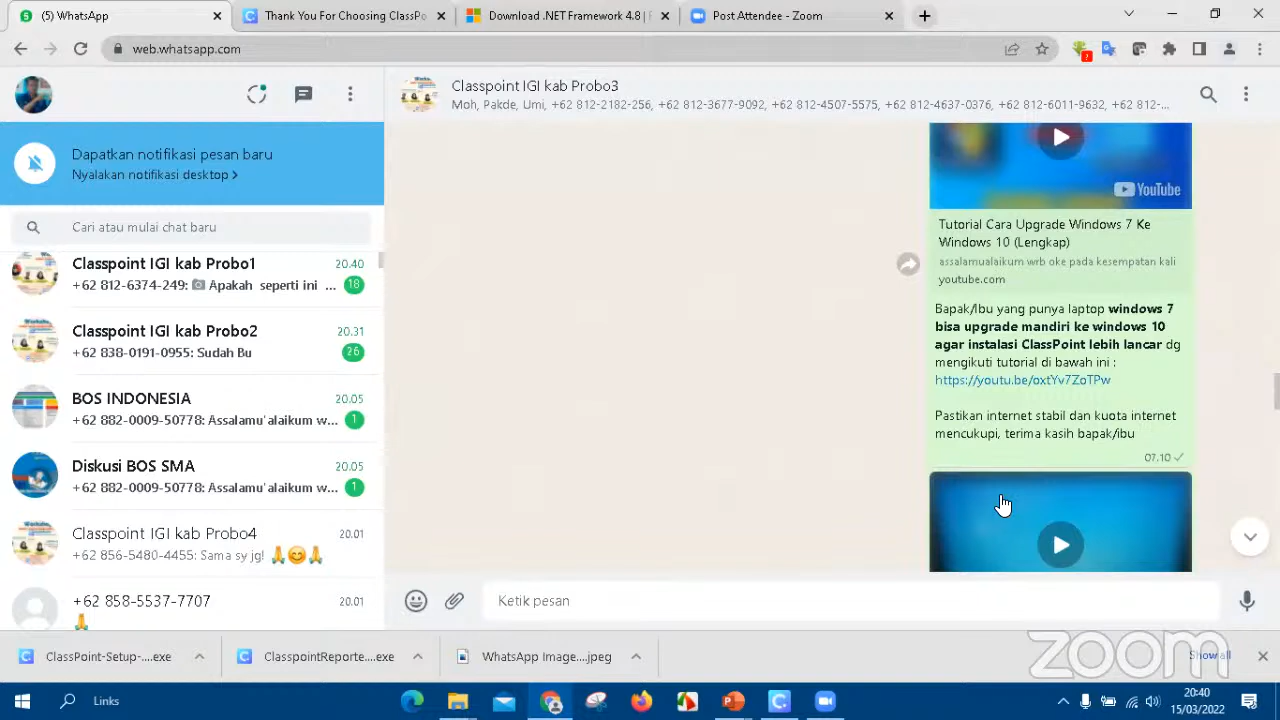 (5) WhatsApp
Thank You For Choosing ClassPo
Download .NET Framework 4.8 |
Post Attendee - Zoom
web.whatsapp.com
Classpoint IGI kab Probo3
Moh, Pakde, Umi, +62 812-2182-256, +62 812-3677-9092, +62 812-4507-5575, +62 812-4637-0376, +62 812-6011-9632, +62 812-...
Dapatkan notifikasi pesan baru
Nyalakan notifikasi desktop >
Cari atau mulai chat baru
Classpoint IGI kab Probo1
20.40
+62 812-6374-249: 📷 Apakah seperti ini ...
18
Classpoint IGI kab Probo2
20.31
+62 838-0191-0955: Sudah Bu
26
BOS INDONESIA
20.05
+62 882-0009-50778: Assalamu'alaikum w...
1
Diskusi BOS SMA
20.05
+62 882-0009-50778: Assalamu'alaikum w...
1
Classpoint IGI kab Probo4
20.01
+62 856-5480-4455: Sama sy jg! 🙏😊🙏
+62 858-5537-7707
20.01
🙏
YouTube
Tutorial Cara Upgrade Windows 7 Ke
Windows 10 (Lengkap)
assalamualaikum wrb oke pada kesempatan kali
youtube.com
Bapak/Ibu yang punya laptop windows 7
bisa upgrade mandiri ke windows 10
agar instalasi ClassPoint lebih lancar dg
mengikuti tutorial di bawah ini :
https://youtu.be/oxtYv7ZoTPw
Pastikan internet stabil dan kuota internet
mencukupi, terima kasih bapak/ibu
07.10
Ketik pesan
ClassPoint-Setup-....exe
ClasspointReporte....exe
WhatsApp Image....jpeg
Show all
zoom
Links
20:40
15/03/2022